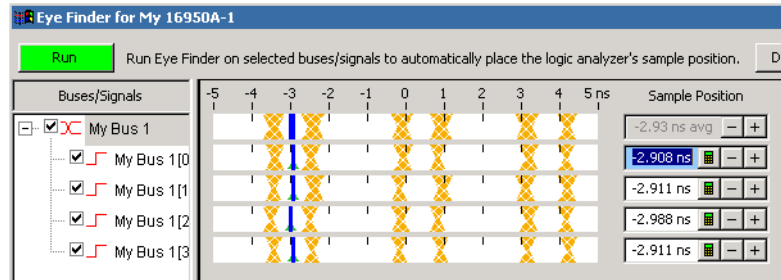 Eye Finder for My 16950A-1
Run Run Eye Finder on selected buses/signals to automatically place the logic analyzer's sample position. D
Buses/Signals -5 -4 -3 -2 -1 0 1 2 3 4 5 ns Sample Position
My Bus 1 -2.93 ns avg - +
My Bus 1[0 -2.908 ns - +
My Bus 1[1 -2.911 ns - +
My Bus 1[2 -2.988 ns - +
My Bus 1[3 -2.911 ns - +